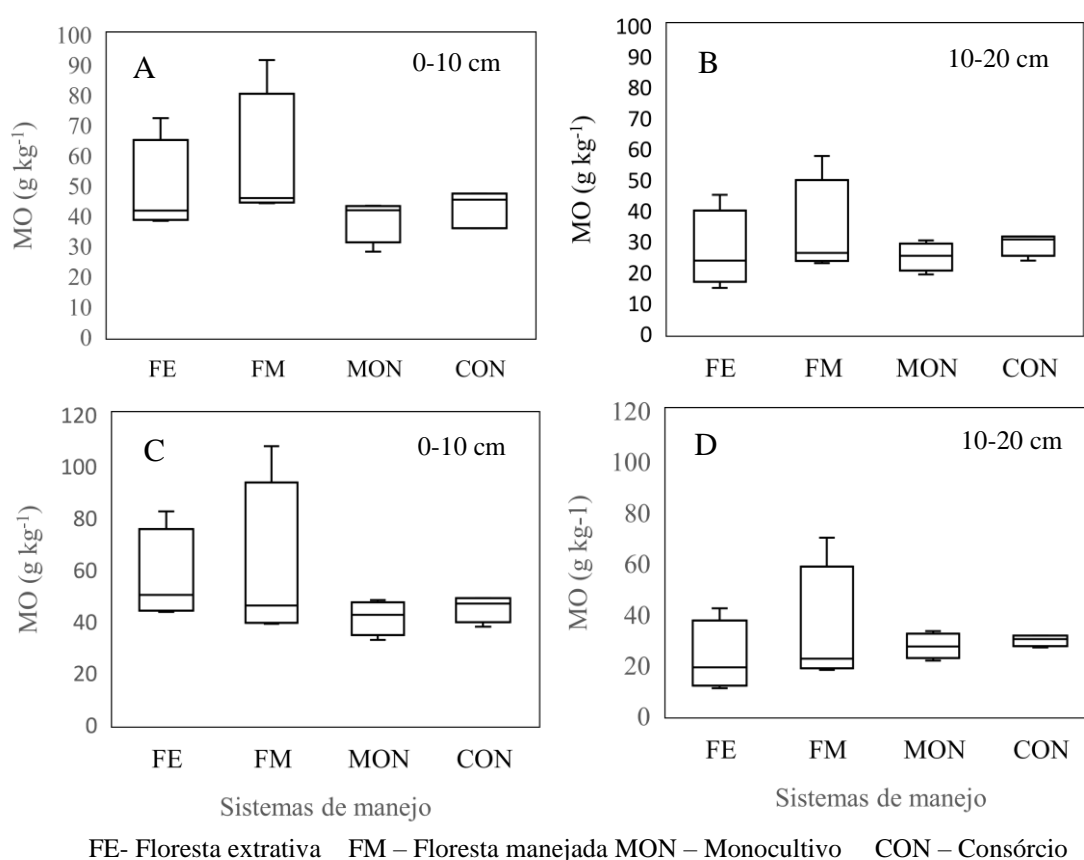 A 0-10 cm
MO (g kg-1)
100
90
80
70
60
50
40
30
20
10
0
FE FM MON CON
B 10-20 cm
MO (g kg-1)
100
90
80
70
60
50
40
30
20
10
0
FE FM MON CON
C 0-10 cm
MO (g kg-1)
120
100
80
60
40
20
0
FE FM MON CON
Sistemas de manejo
D 10-20 cm
MO (g kg-1)
120
100
80
60
40
20
0
FE FM MON CON
Sistemas de manejo
FE- Floresta extrativa FM – Floresta manejada MON – Monocultivo CON – Consórcio